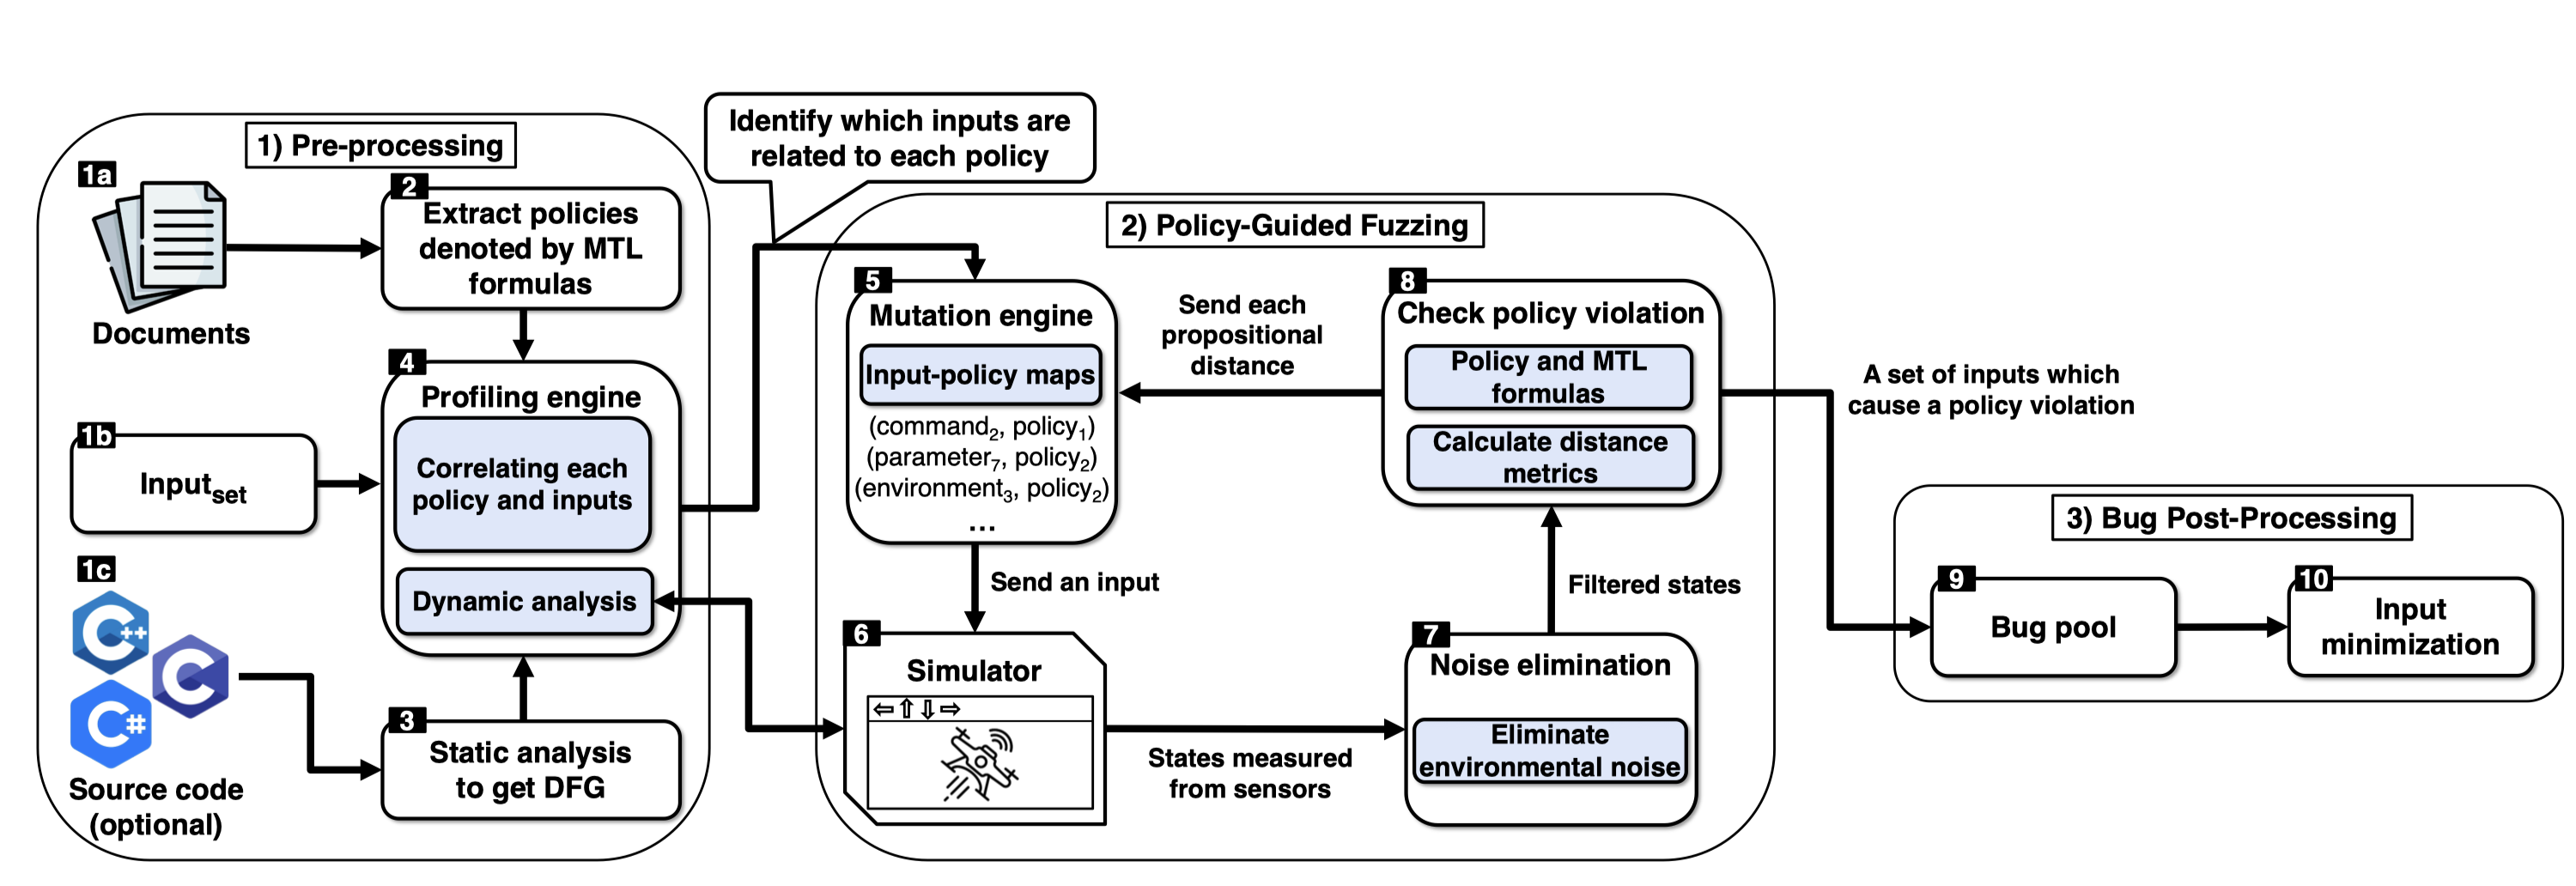 1) Pre-processing
1a
Documents
2
Extract policies
denoted by MTL
formulas
1b
Input_set
4
Profiling engine
Correlating each
policy and inputs
Dynamic analysis
1c
C++
C
C#
Source code
(optional)
3
Static analysis
to get DFG
Identify which inputs are
related to each policy
2) Policy-Guided Fuzzing
5
Mutation engine
Input-policy maps
(command₂, policy₁)
(parameter₇, policy₂)
(environment₃, policy₂)
...
Send an input
6
Simulator
⇦⇧⇩⇨
States measured
from sensors
7
Noise elimination
Eliminate
environmental noise
Filtered states
8
Check policy violation
Policy and MTL
formulas
Calculate distance
metrics
Send each
propositional
distance
A set of inputs which
cause a policy violation
3) Bug Post-Processing
9
Bug pool
10
Input
minimization